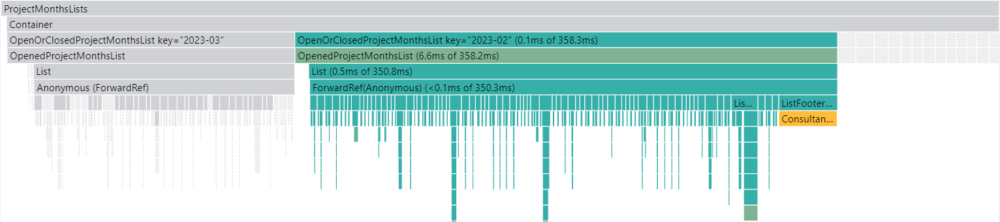 ProjectMonthsLists
Container
OpenOrClosedProjectMonthsList key="2023-03"
OpenOrClosedProjectMonthsList key="2023-02" (0.1ms of 358.3ms)
OpenedProjectMonthsList
OpenedProjectMonthsList (6.6ms of 358.2ms)
List
List (0.5ms of 350.8ms)
Anonymous (ForwardRef)
ForwardRef(Anonymous) (<0.1ms of 350.3ms)
Lis...
ListFooter...
Consultan...